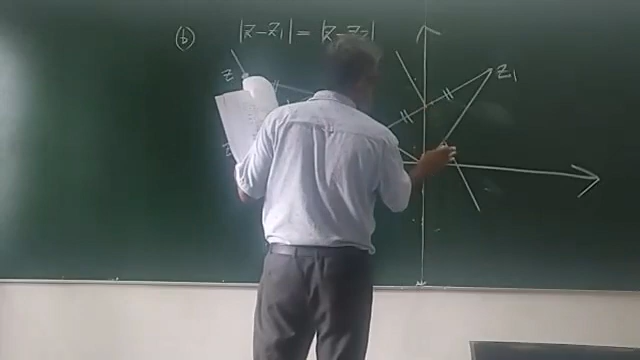 (b) |z-z₁| = |z-z₂|
z
z₁